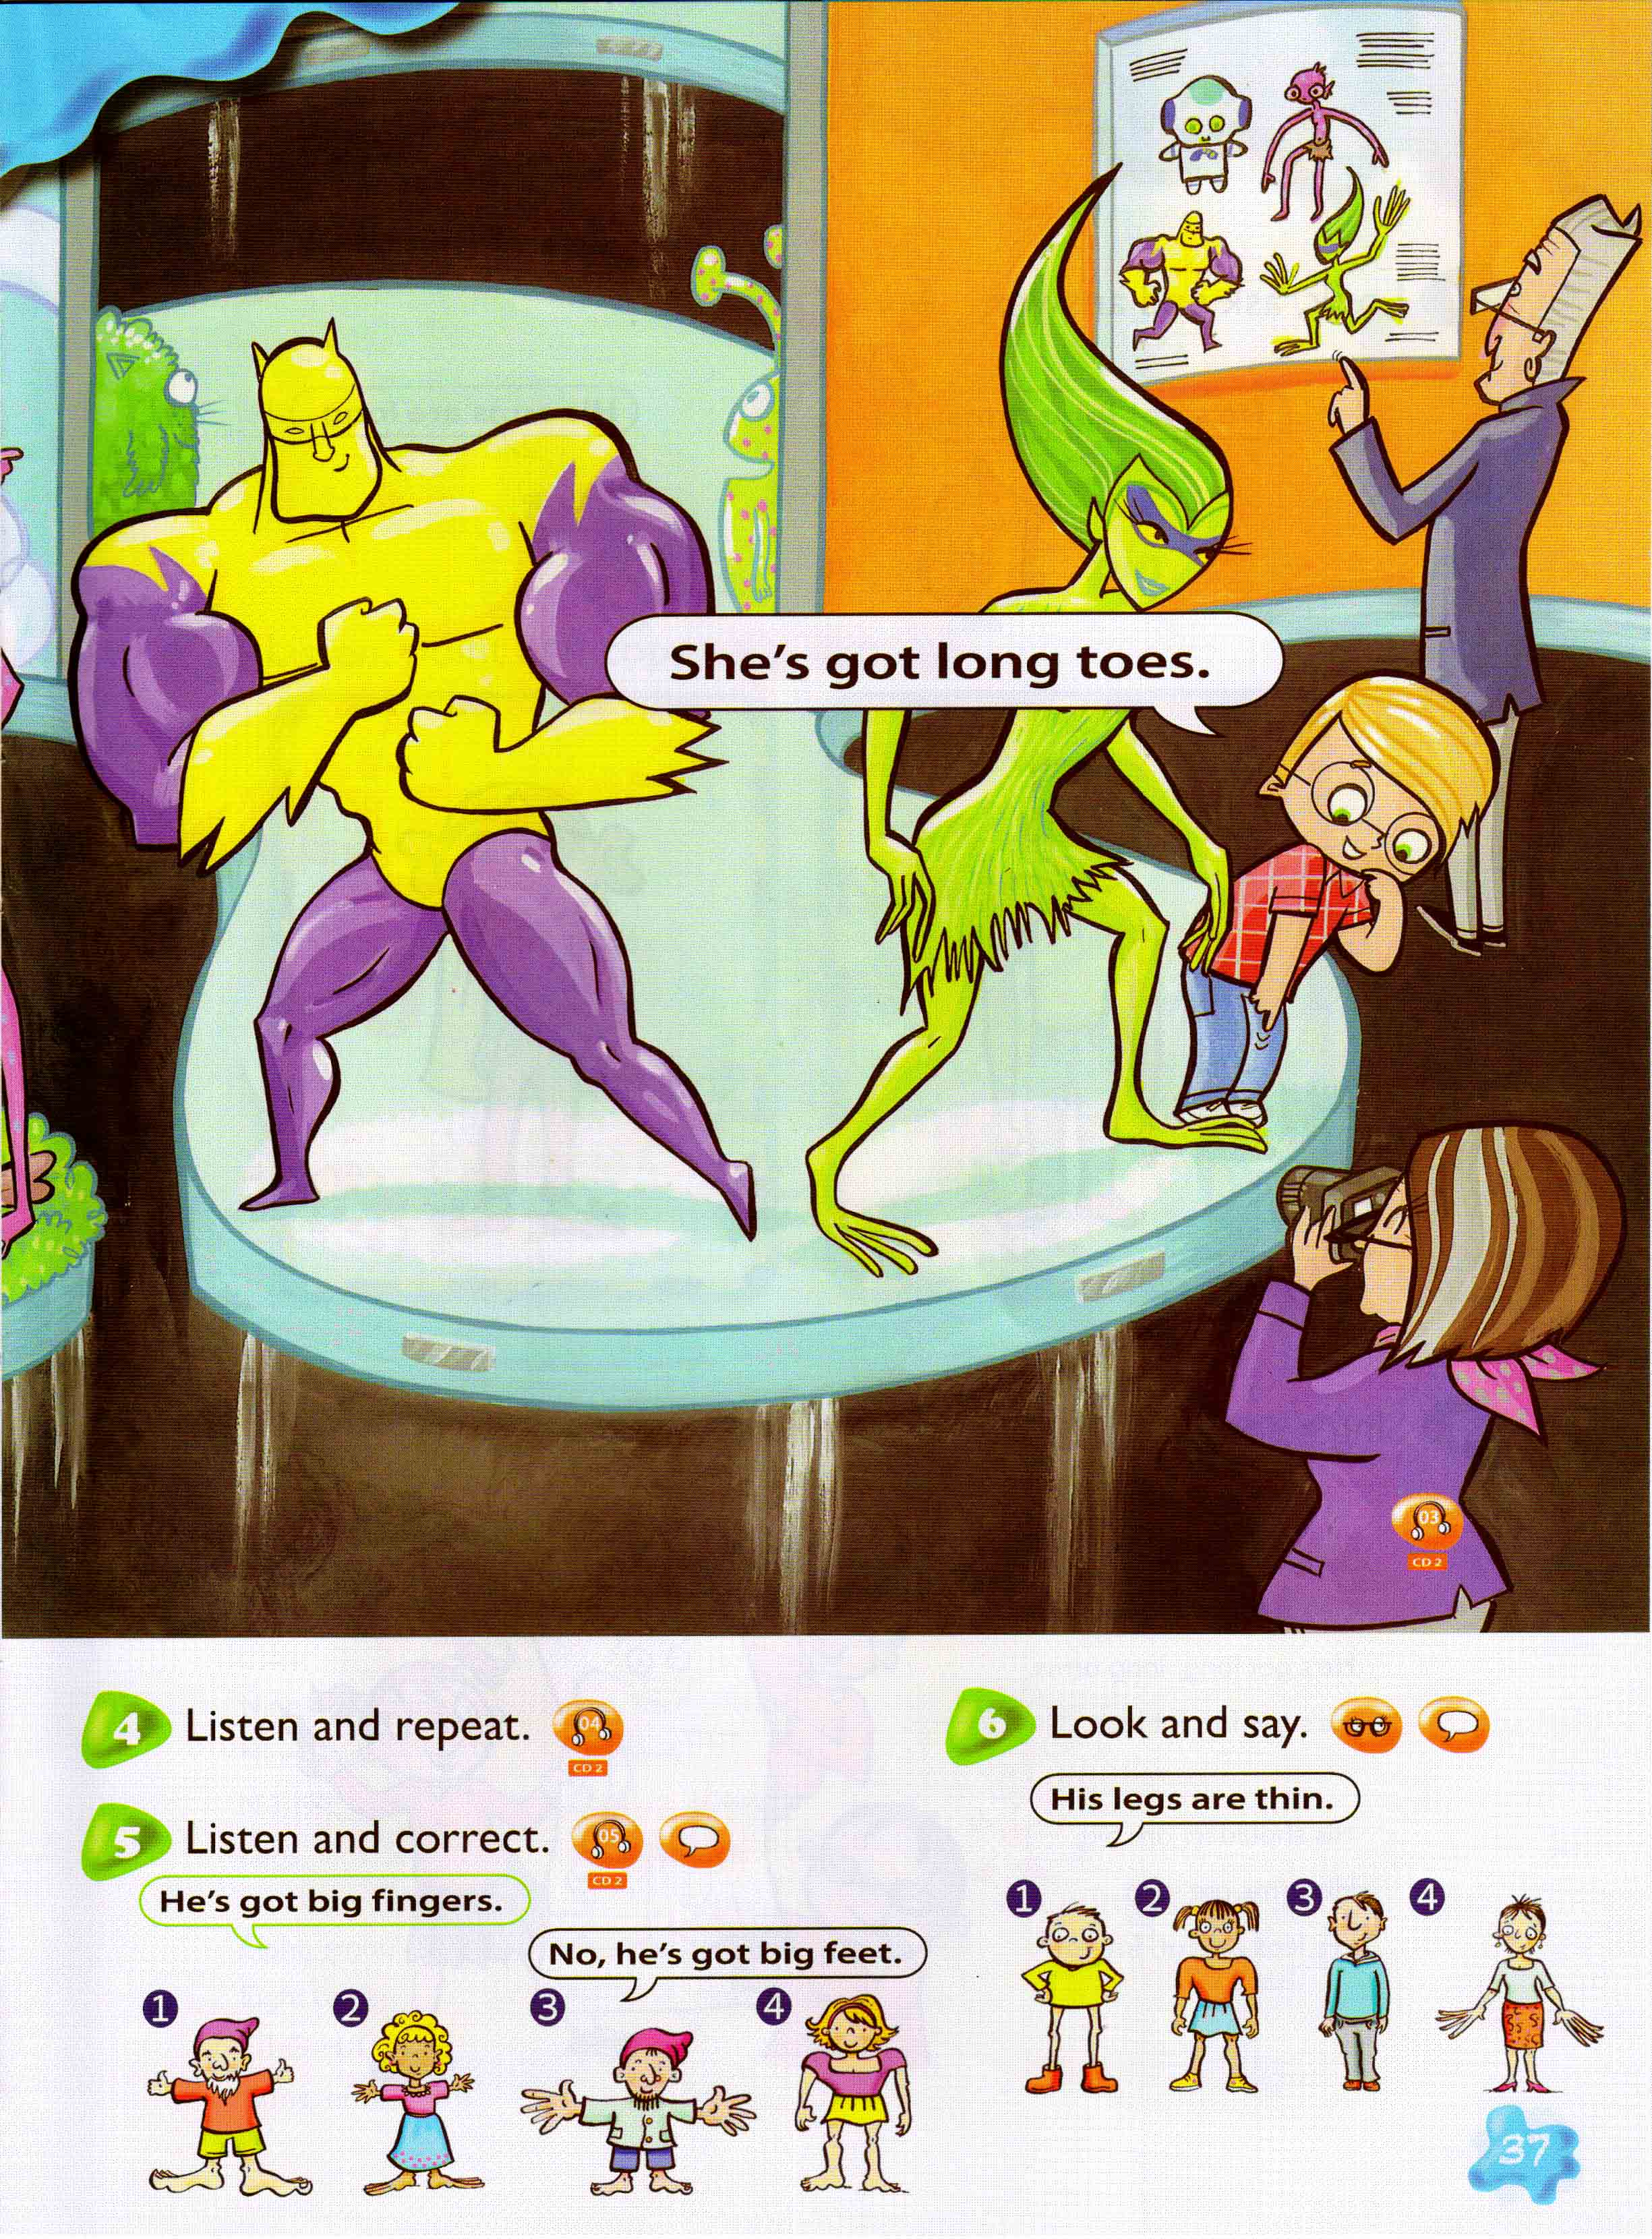 She's got long toes.
03
CD 2
4 Listen and repeat. 04
CD 2
5 Listen and correct. 05
CD 2
He's got big fingers.
No, he's got big feet.
1 2 3 4
6 Look and say.
His legs are thin.
1 2 3 4
37